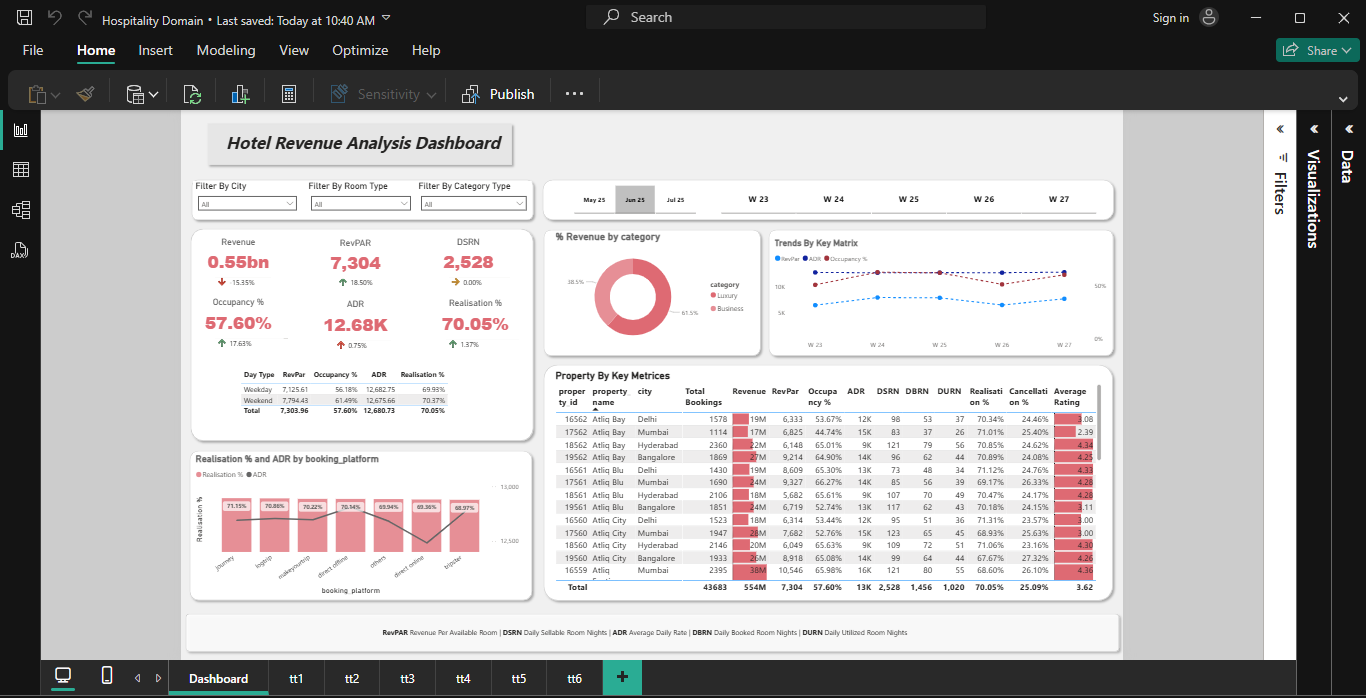 Hospitality Domain • Last saved: Today at 10:40 AM
Search
Sign in
File Home Insert Modeling View Optimize Help
Share
Sensitivity
Publish
Hotel Revenue Analysis Dashboard
Filter By City
All
Filter By Room Type
All
Filter By Category Type
All
May 25 Jun 25 Jul 25
W 23 W 24 W 25 W 26 W 27
Revenue
0.55bn
-15.35%
RevPAR
7,304
18.50%
DSRN
2,528
0.00%
Occupancy %
57.60%
17.63%
ADR
12.68K
0.75%
Realisation %
70.05%
1.37%
Day Type RevPar Occupancy % ADR Realisation %
Weekday 7,125.61 56.18% 12,682.75 69.93%
Weekend 7,794.43 61.49% 12,675.66 70.37%
Total 7,303.96 57.60% 12,680.73 70.05%
% Revenue by category
38.5%
61.5%
category
Luxury
Business
Trends By Key Matrix
RevPar ADR Occupancy %
10K
5K
50%
0%
W 23 W 24 W 25 W 26 W 27
Realisation % and ADR by booking_platform
Realisation % ADR
Realisation %
13,000
12,500
71.15% 70.86% 70.22% 70.14% 69.94% 69.36% 68.97%
journey logtrip makeyourtrip direct offline others direct online tripster
booking_platform
Property By Key Metrices
property_id property_name city Total Bookings Revenue RevPar Occupancy % ADR DSRN DBRN DURN Realisation % Cancellation % Average Rating
16562 Atliq Bay Delhi 1578 19M 6,333 53.67% 12K 98 53 37 70.34% 24.46% 3.08
17562 Atliq Bay Mumbai 1114 17M 6,825 44.74% 15K 83 37 26 71.01% 25.40% 2.39
18562 Atliq Bay Hyderabad 2360 22M 6,148 65.01% 9K 121 79 56 70.85% 24.62% 4.34
19562 Atliq Bay Bangalore 1869 27M 9,214 64.90% 14K 96 62 44 70.89% 24.08% 4.25
16561 Atliq Blu Delhi 1430 19M 8,609 65.30% 13K 73 48 34 71.12% 24.76% 4.33
17561 Atliq Blu Mumbai 1690 24M 9,327 66.27% 14K 85 56 39 69.17% 26.33% 4.28
18561 Atliq Blu Hyderabad 2106 18M 5,682 65.61% 9K 107 70 49 70.47% 24.17% 4.28
19561 Atliq Blu Bangalore 1851 24M 6,719 52.74% 13K 117 62 43 70.18% 24.15% 3.11
16560 Atliq City Delhi 1523 18M 6,314 53.44% 12K 95 51 36 71.31% 23.57% 3.00
17560 Atliq City Mumbai 1947 28M 7,682 52.76% 15K 123 65 45 68.93% 25.63% 3.00
18560 Atliq City Hyderabad 2146 20M 6,049 65.63% 9K 109 72 51 71.06% 23.16% 4.30
19560 Atliq City Bangalore 1933 26M 8,918 65.08% 14K 99 64 44 67.67% 27.32% 4.26
16559 Atliq Mumbai 2395 38M 10,546 65.98% 16K 121 80 55 68.60% 26.10% 4.36
Total 43683 554M 7,304 57.60% 13K 2,528 1,456 1,020 70.05% 25.09% 3.62
RevPAR Revenue Per Available Room | DSRN Daily Sellable Room Nights | ADR Average Daily Rate | DBRN Daily Booked Room Nights | DURN Daily Utilized Room Nights
Filters
Visualizations
Data
DAX
Dashboard tt1 tt2 tt3 tt4 tt5 tt6